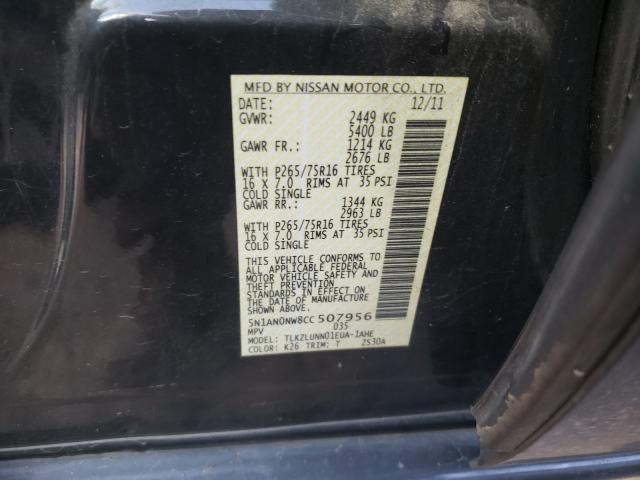 MFD BY NISSAN MOTOR CO., LTD.
DATE: 12/11
GVWR: 2449 KG
5400 LB
GAWR FR.: 1214 KG
2676 LB
WITH P265/75R16 TIRES
16 X 7.0 RIMS AT 35 PSI
COLD SINGLE
GAWR RR.: 1344 KG
2963 LB
WITH P265/75R16 TIRES
16 X 7.0 RIMS AT 35 PSI
COLD SINGLE
THIS VEHICLE CONFORMS TO
ALL APPLICABLE FEDERAL
MOTOR VEHICLE SAFETY AND
THEFT PREVENTION
STANDARDS IN EFFECT ON
THE DATE OF MANUFACTURE
SHOWN ABOVE.
5N1AN0NW8CC507956
MPV 035
MODEL: TLKZLUNN01EUA-1AHE
COLOR: K26 TRIM: T ZS30A